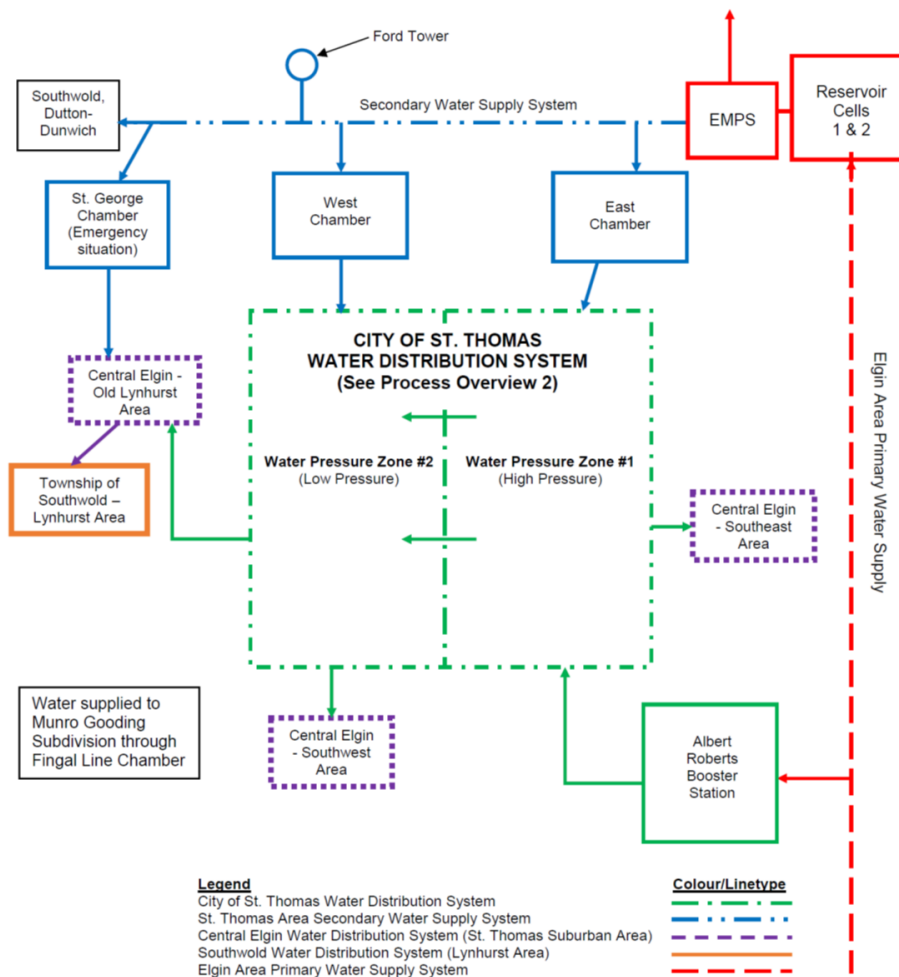 Ford Tower
Southwold,
Dutton-
Dunwich
Secondary Water Supply System
EMPS
Reservoir
Cells
1 & 2
St. George
Chamber
(Emergency
situation)
West
Chamber
East
Chamber
CITY OF ST. THOMAS
WATER DISTRIBUTION SYSTEM
(See Process Overview 2)
Central Elgin -
Old Lynhurst
Area
Water Pressure Zone #2
(Low Pressure)
Water Pressure Zone #1
(High Pressure)
Township of
Southwold –
Lynhurst Area
Central Elgin
- Southeast
Area
Elgin Area Primary Water Supply
Water supplied to
Munro Gooding
Subdivision through
Fingal Line Chamber
Central Elgin
- Southwest
Area
Albert
Roberts
Booster
Station
Legend
Colour/Linetype
City of St. Thomas Water Distribution System
St. Thomas Area Secondary Water Supply System
Central Elgin Water Distribution System (St. Thomas Suburban Area)
Southwold Water Distribution System (Lynhurst Area)
Elgin Area Primary Water Supply System